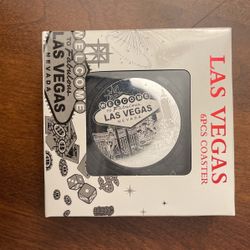 WELCOME
to Fabulous
LAS VEGAS
NEVADA
WELCOME
to Fabulous
LAS VEGAS
NEVADA
LAS VEGAS
6PCS COASTER